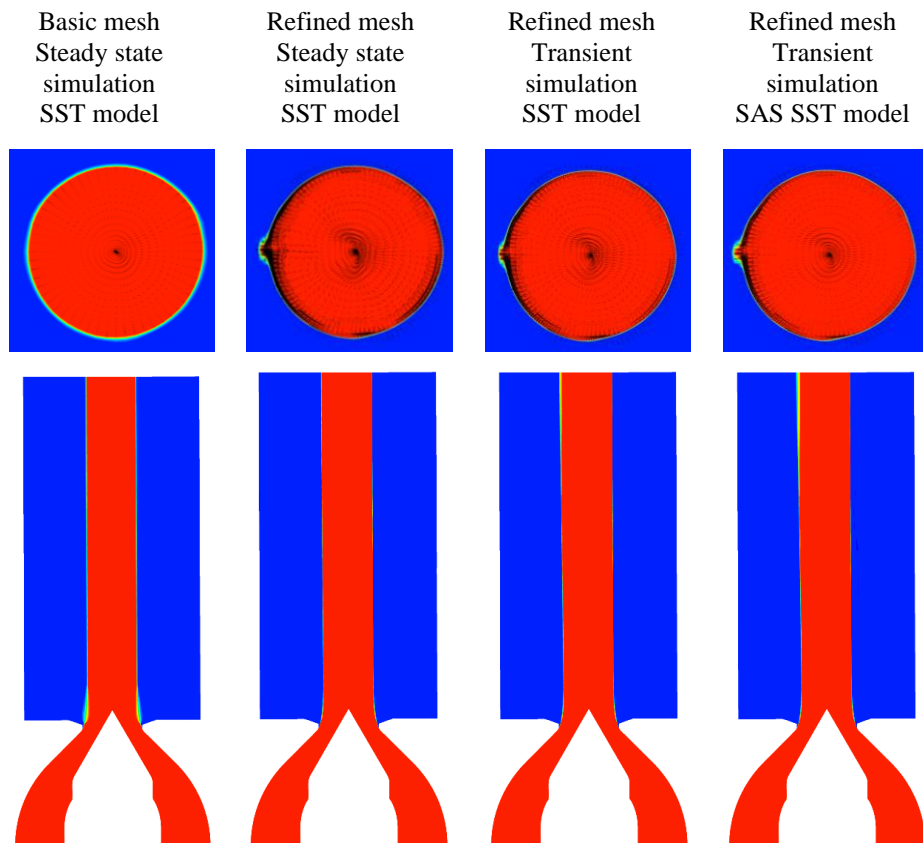 Basic mesh
Steady state
simulation
SST model
Refined mesh
Steady state
simulation
SST model
Refined mesh
Transient
simulation
SST model
Refined mesh
Transient
simulation
SAS SST model